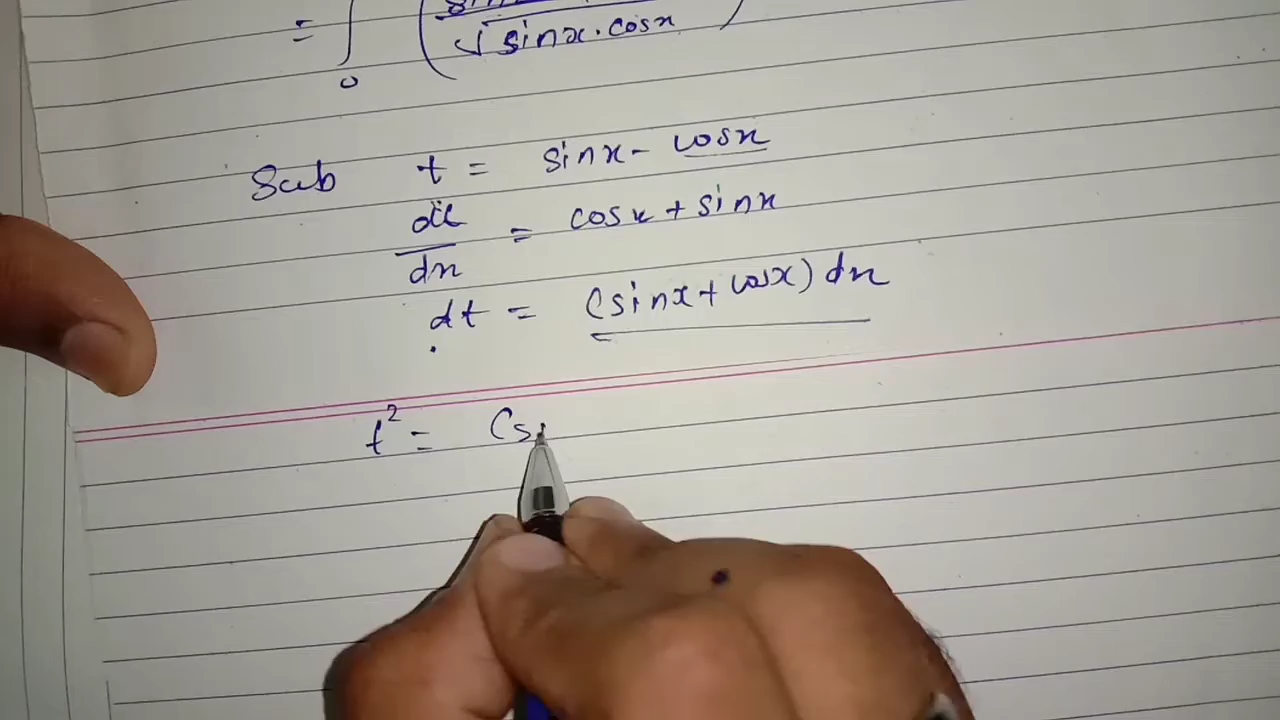 = ∫ (
√sinx.cosx )
0
Sub t = sinx - cosx
dt
dx = cosx + sinx
dt = (sinx + cosx) dx
t² = (s